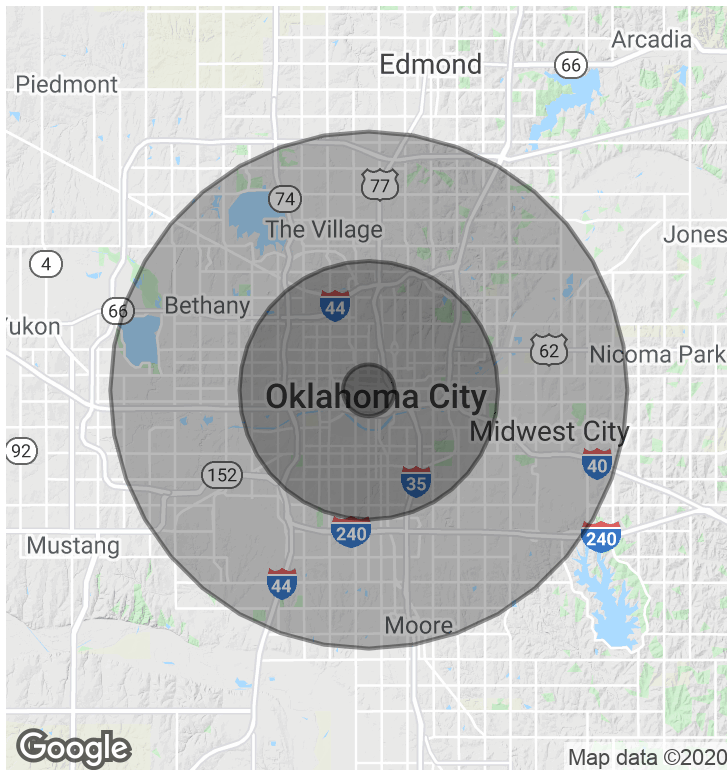 Arcadia
Edmond
66
Piedmont
77
74
The Village
Jones
4
Bethany
44
66
Yukon
62
Nicoma Park
Oklahoma City
Midwest City
92
40
152
35
240
240
Mustang
44
Moore
Google
Map data ©2020